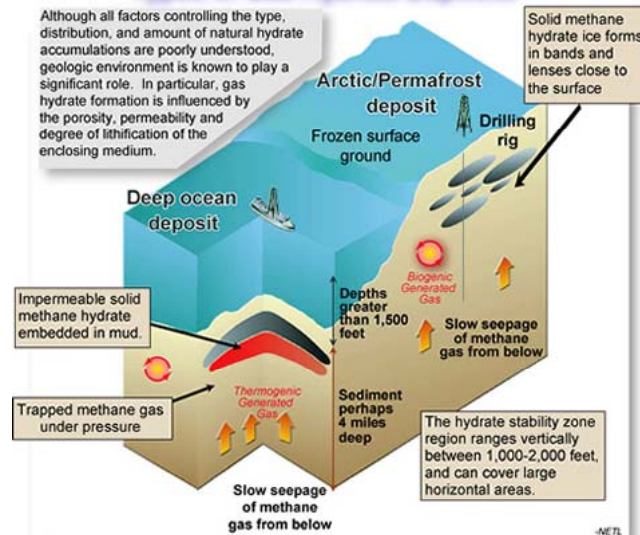 Although all factors controlling the type,
distribution, and amount of natural hydrate
accumulations are poorly understood,
geologic environment is known to play a
significant role. In particular, gas
hydrate formation is influenced by
the porosity, permeability and
degree of lithification of the
enclosing medium.
Solid methane
hydrate ice forms
in bands and
lenses close to
the surface
Arctic/Permafrost
deposit
Frozen surface
ground
Drilling
rig
Deep ocean
deposit
Biogenic
Generated
Gas
Impermeable solid
methane hydrate
embedded in mud.
Depths
greater
than 1,500
feet
Slow seepage
of methane
gas from below
Thermogenic
Generated
Gas
Trapped methane gas
under pressure
Sediment
perhaps
4 miles
deep
The hydrate stability zone
region ranges vertically
between 1,000-2,000 feet,
and can cover large
horizontal areas.
Slow seepage
of methane
gas from below
-NETL